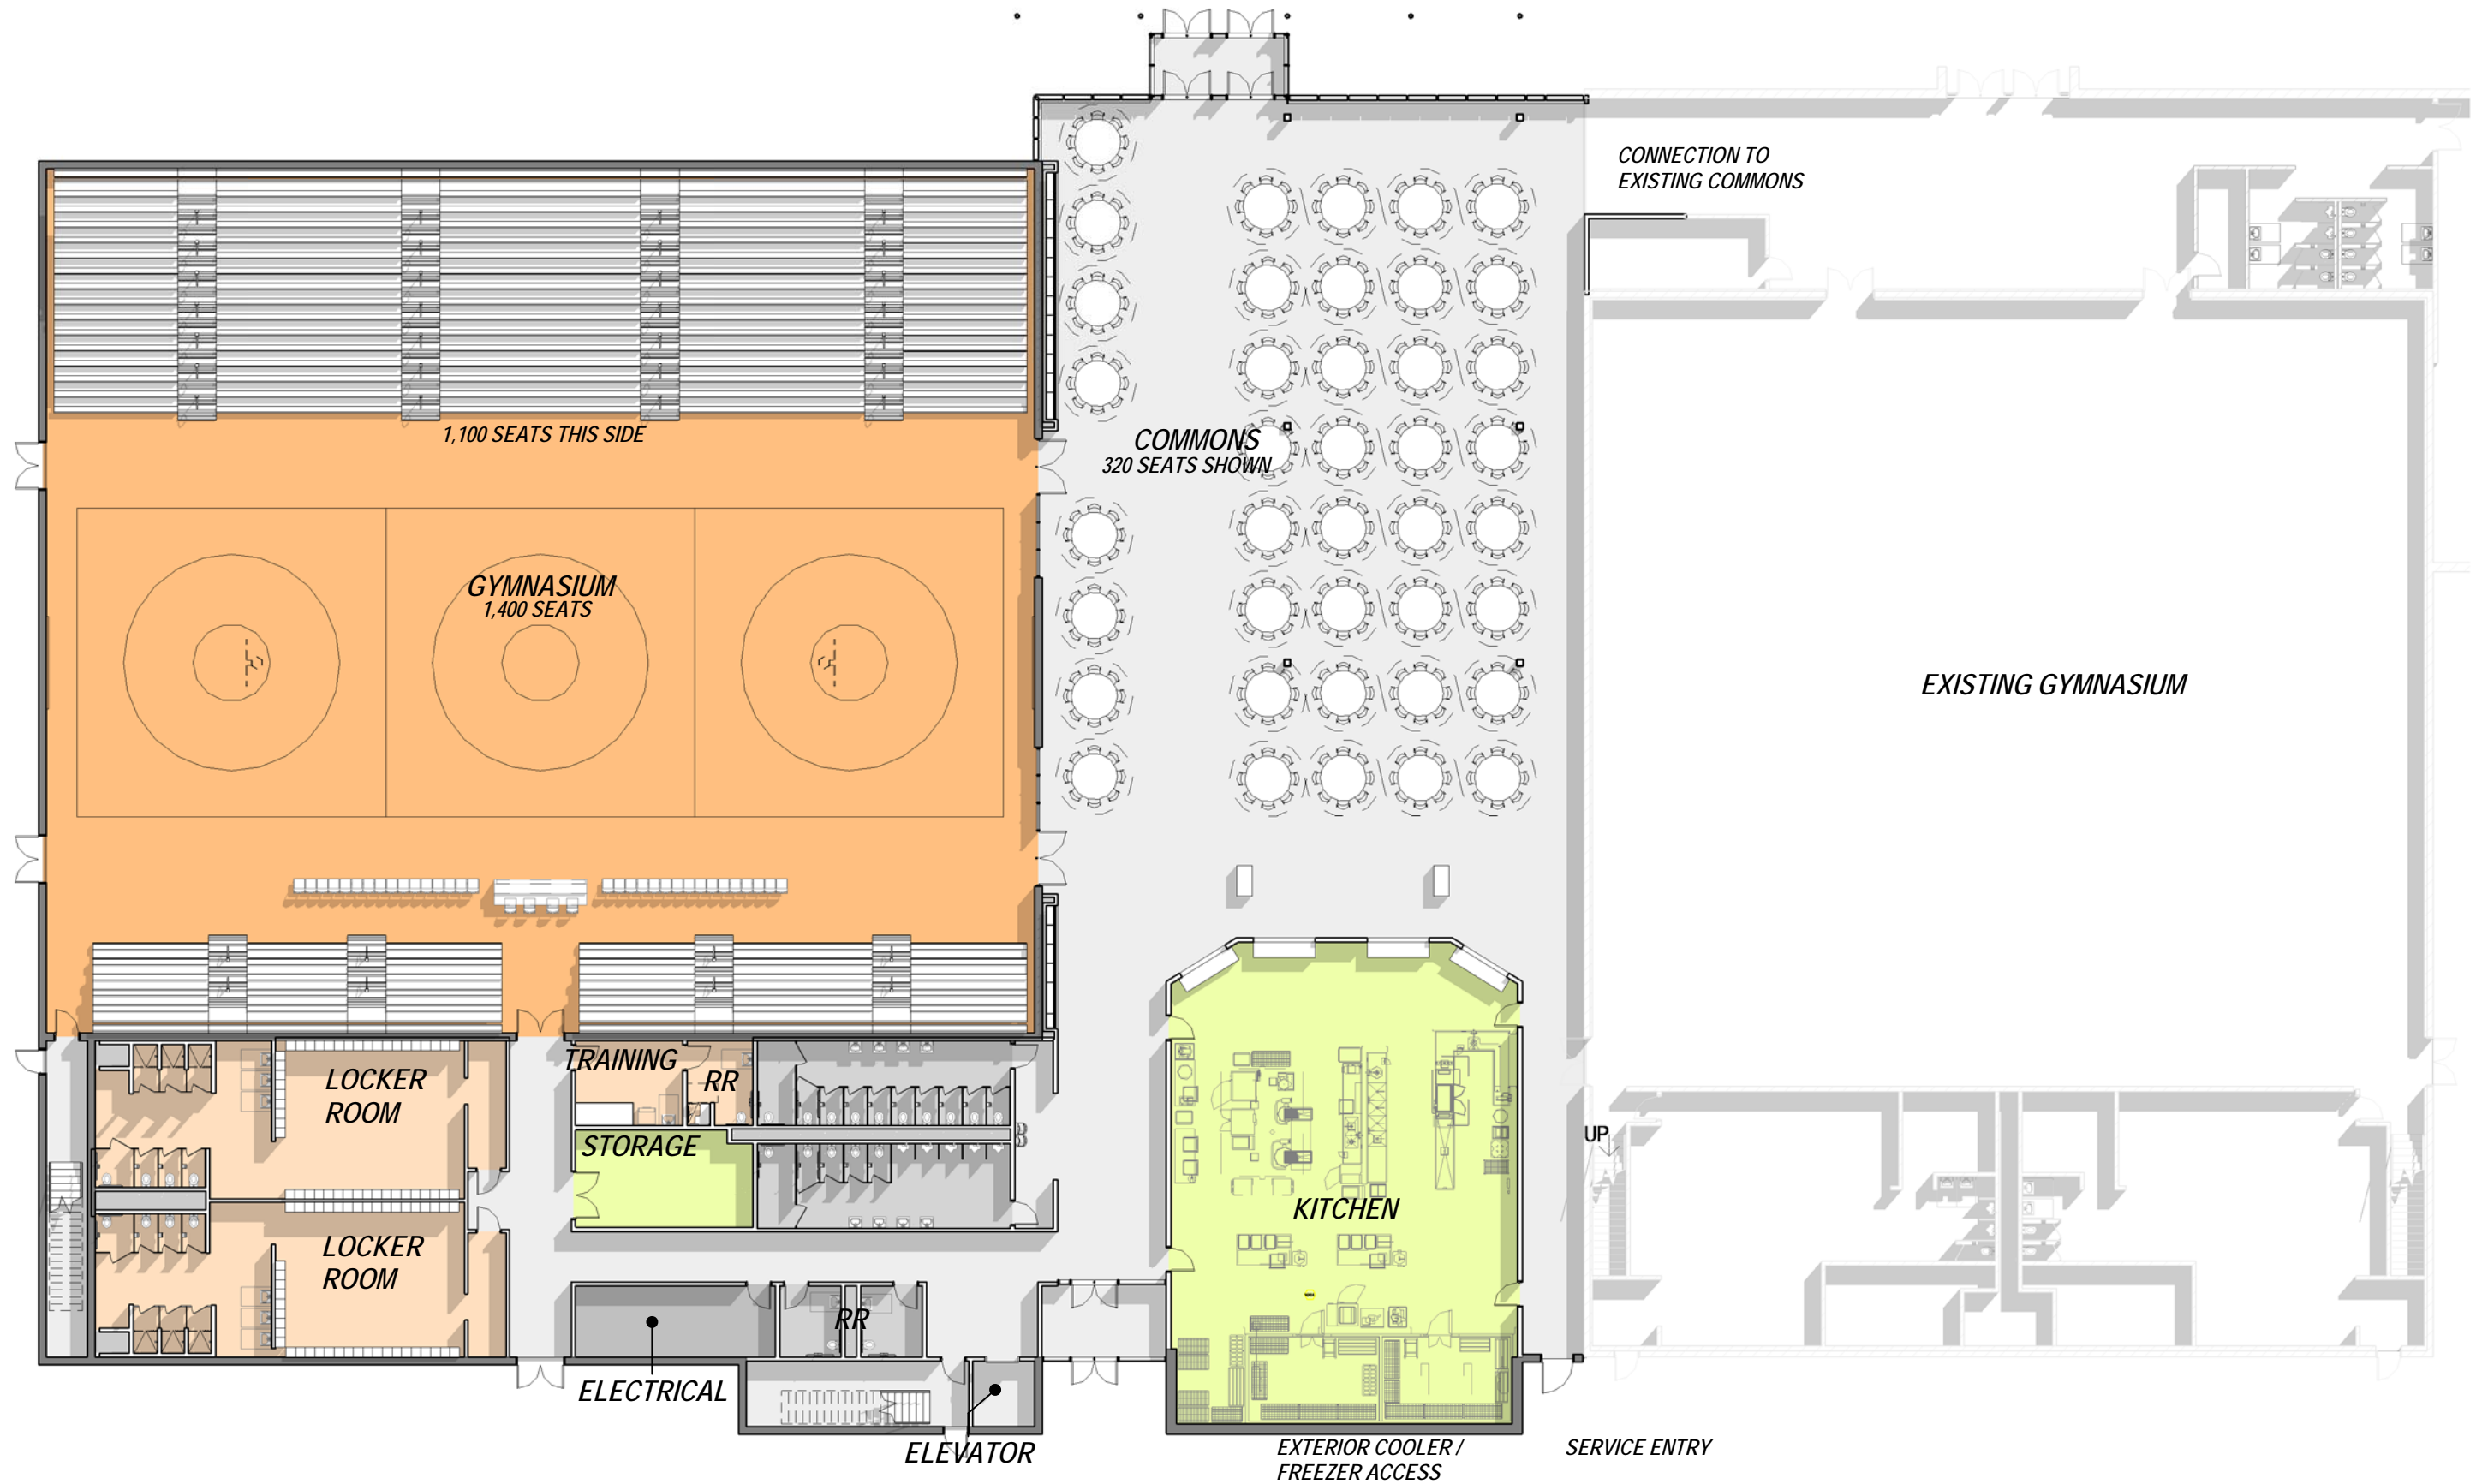 CONNECTION TO
EXISTING COMMONS
1,100 SEATS THIS SIDE
COMMONS
320 SEATS SHOWN
GYMNASIUM
1,400 SEATS
EXISTING GYMNASIUM
TRAINING
RR
LOCKER
ROOM
STORAGE
UP
KITCHEN
LOCKER
ROOM
RR
ELECTRICAL
ELEVATOR
EXTERIOR COOLER /
FREEZER ACCESS
SERVICE ENTRY